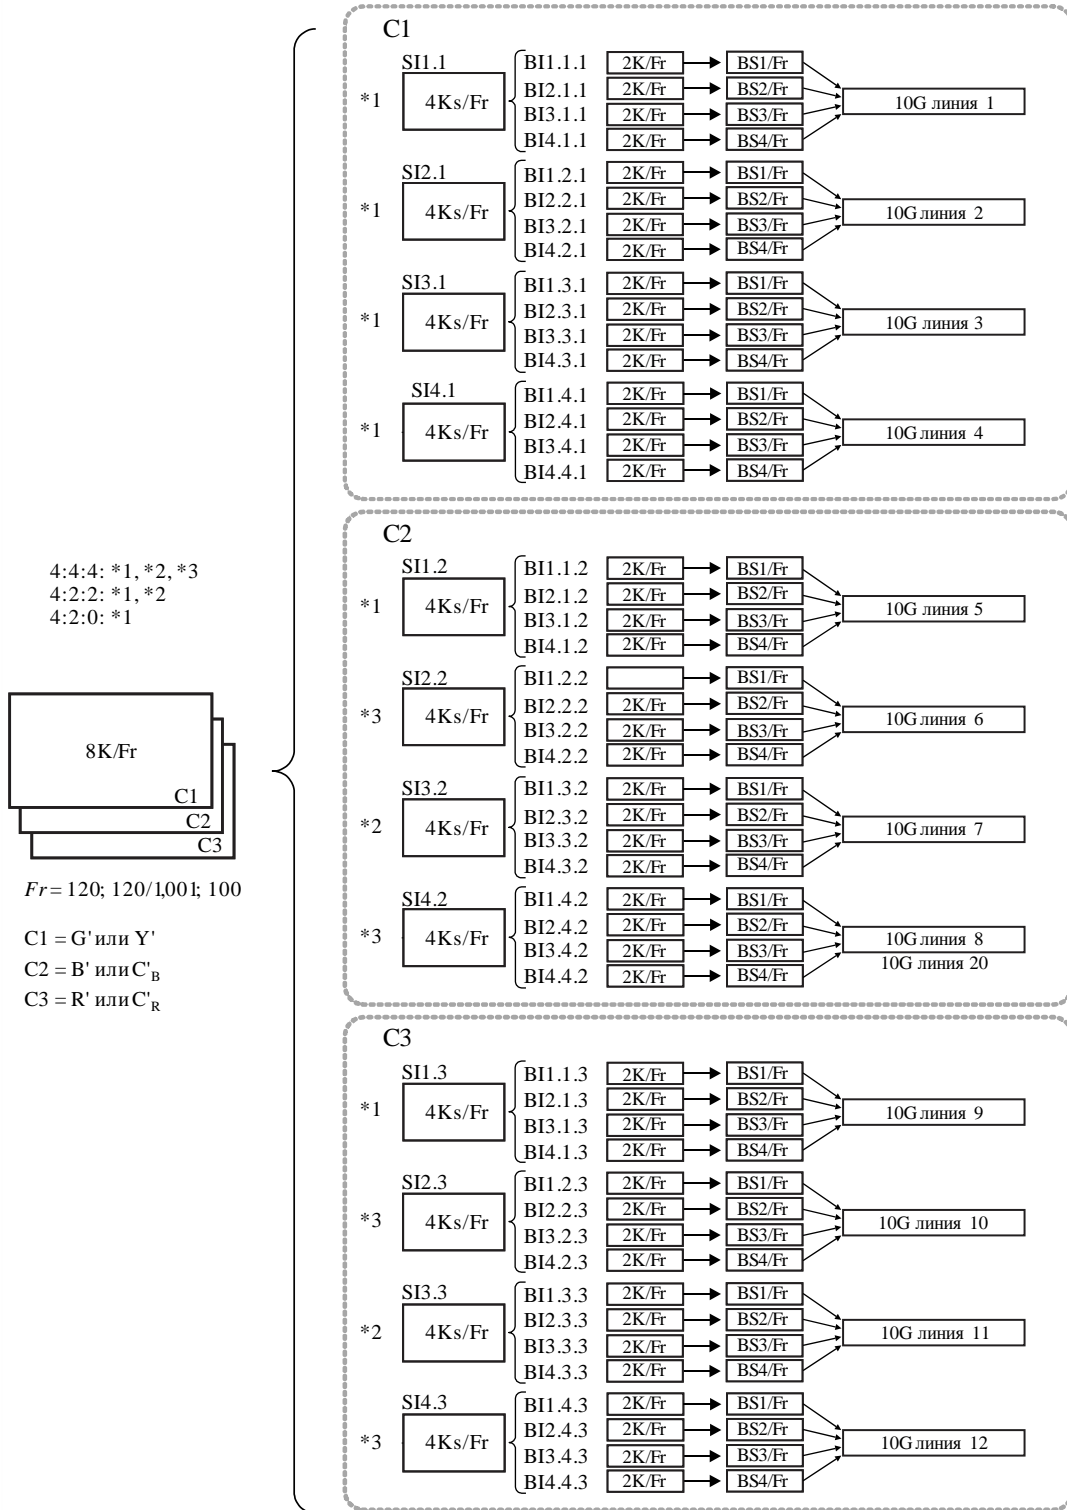 C1
SI1.1
*1
4Ks/Fr
BI1.1.1 2K/Fr BS1/Fr
BI2.1.1 2K/Fr BS2/Fr
BI3.1.1 2K/Fr BS3/Fr
BI4.1.1 2K/Fr BS4/Fr
10G линия 1
SI2.1
*1
4Ks/Fr
BI1.2.1 2K/Fr BS1/Fr
BI2.2.1 2K/Fr BS2/Fr
BI3.2.1 2K/Fr BS3/Fr
BI4.2.1 2K/Fr BS4/Fr
10G линия 2
SI3.1
*1
4Ks/Fr
BI1.3.1 2K/Fr BS1/Fr
BI2.3.1 2K/Fr BS2/Fr
BI3.3.1 2K/Fr BS3/Fr
BI4.3.1 2K/Fr BS4/Fr
10G линия 3
SI4.1
*1
4Ks/Fr
BI1.4.1 2K/Fr BS1/Fr
BI2.4.1 2K/Fr BS2/Fr
BI3.4.1 2K/Fr BS3/Fr
BI4.4.1 2K/Fr BS4/Fr
10G линия 4
4:4:4: *1, *2, *3
4:2:2: *1, *2
4:2:0: *1
8K/Fr
C1
C2
C3
Fr = 120; 120/1,001; 100
C1 = G' или Y'
C2 = B' или C'B
C3 = R' или C'R
C2
SI1.2
*1
4Ks/Fr
BI1.1.2 2K/Fr BS1/Fr
BI2.1.2 2K/Fr BS2/Fr
BI3.1.2 2K/Fr BS3/Fr
BI4.1.2 2K/Fr BS4/Fr
10G линия 5
SI2.2
*3
4Ks/Fr
BI1.2.2 BS1/Fr
BI2.2.2 2K/Fr BS2/Fr
BI3.2.2 2K/Fr BS3/Fr
BI4.2.2 2K/Fr BS4/Fr
10G линия 6
SI3.2
*2
4Ks/Fr
BI1.3.2 2K/Fr BS1/Fr
BI2.3.2 2K/Fr BS2/Fr
BI3.3.2 2K/Fr BS3/Fr
BI4.3.2 2K/Fr BS4/Fr
10G линия 7
SI4.2
*3
4Ks/Fr
BI1.4.2 2K/Fr BS1/Fr
BI2.4.2 2K/Fr BS2/Fr
BI3.4.2 2K/Fr BS3/Fr
BI4.4.2 2K/Fr BS4/Fr
10G линия 8
10G линия 20
C3
SI1.3
*1
4Ks/Fr
BI1.1.3 2K/Fr BS1/Fr
BI2.1.3 2K/Fr BS2/Fr
BI3.1.3 2K/Fr BS3/Fr
BI4.1.3 2K/Fr BS4/Fr
10G линия 9
SI2.3
*3
4Ks/Fr
BI1.2.3 2K/Fr BS1/Fr
BI2.2.3 2K/Fr BS2/Fr
BI3.2.3 2K/Fr BS3/Fr
BI4.2.3 2K/Fr BS4/Fr
10G линия 10
SI3.3
*2
4Ks/Fr
BI1.3.3 2K/Fr BS1/Fr
BI2.3.3 2K/Fr BS2/Fr
BI3.3.3 2K/Fr BS3/Fr
BI4.3.3 2K/Fr BS4/Fr
10G линия 11
SI4.3
*3
4Ks/Fr
BI1.4.3 2K/Fr BS1/Fr
BI2.4.3 2K/Fr BS2/Fr
BI3.4.3 2K/Fr BS3/Fr
BI4.4.3 2K/Fr BS4/Fr
10G линия 12